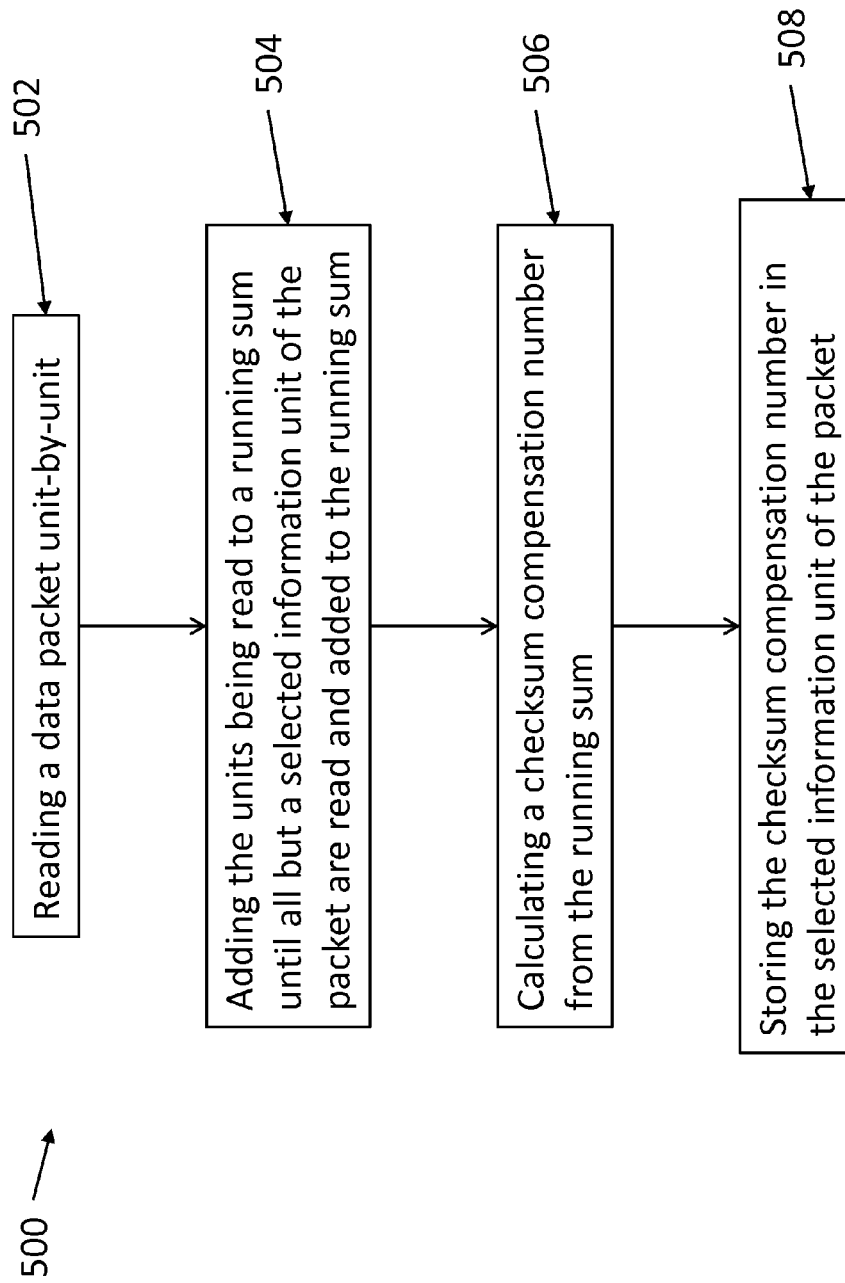 500
502
Reading a data packet unit-by-unit
504
Adding the units being read to a running sum
until all but a selected information unit of the
packet are read and added to the running sum
506
Calculating a checksum compensation number
from the running sum
508
Storing the checksum compensation number in
the selected information unit of the packet